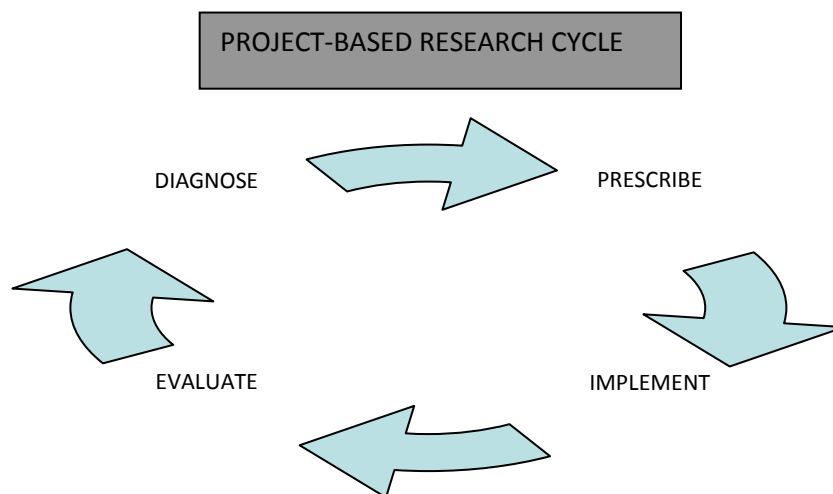 PROJECT-BASED RESEARCH CYCLE
DIAGNOSE
PRESCRIBE
EVALUATE
IMPLEMENT